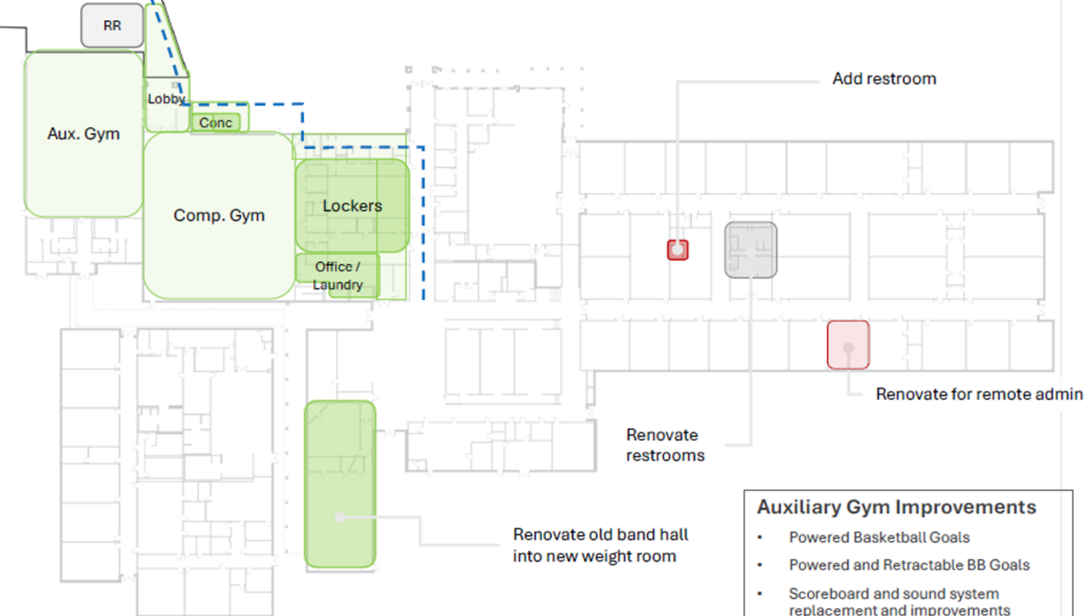 RR
Lobby
Conc
Aux. Gym
Comp. Gym
Lockers
Office /
Laundry
Add restroom
Renovate for remote admin
Renovate
restrooms
Renovate old band hall
into new weight room
Auxiliary Gym Improvements
• Powered Basketball Goals
• Powered and Retractable BB Goals
• Scoreboard and sound system
replacement and improvements